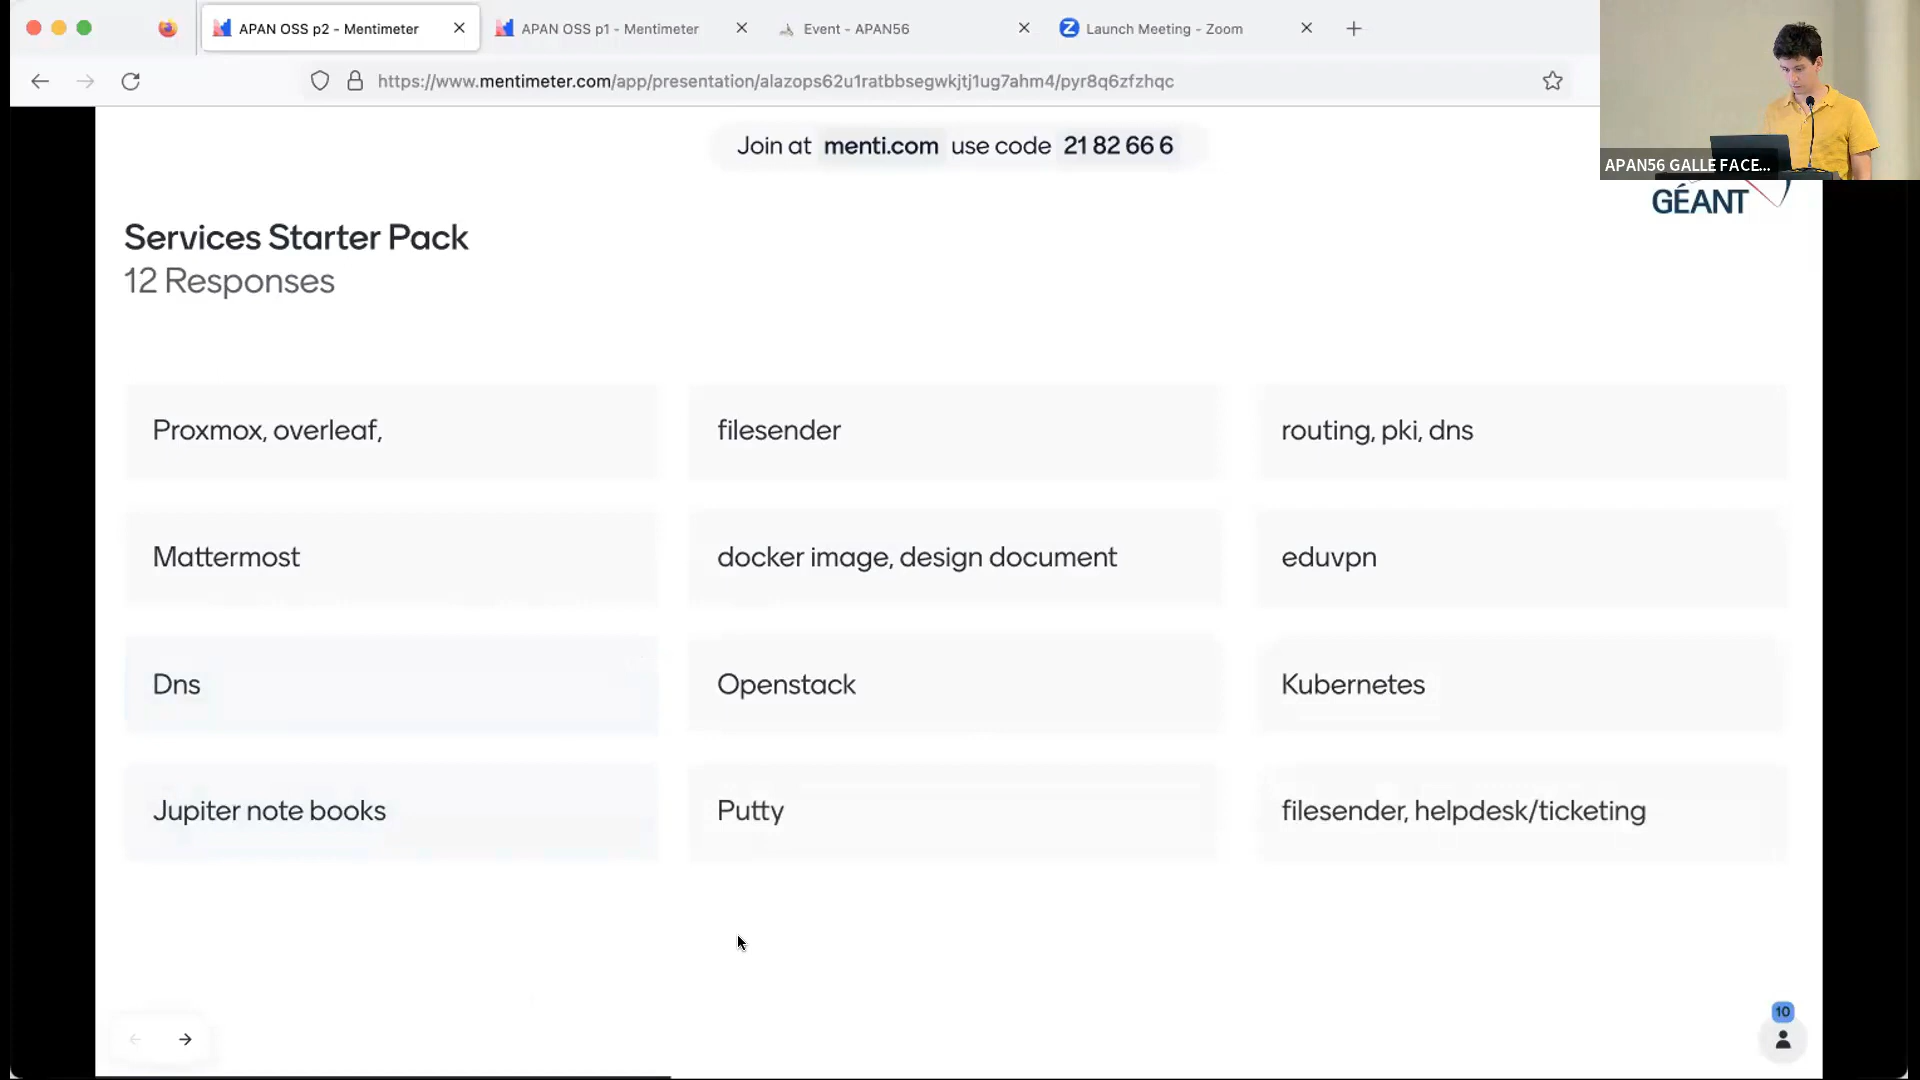 APAN OSS p2 - Mentimeter
APAN OSS p1 - Mentimeter
Event - APAN56
Launch Meeting - Zoom
https://www.mentimeter.com/app/presentation/alazops62u1ratbbsegwkjtj1ug7ahm4/pyr8q6zfzhqc
APAN56 GALLE FACE...
Join at menti.com use code 21 82 66 6
GÉANT
Services Starter Pack
12 Responses
Proxmox, overleaf,
filesender
routing, pki, dns
Mattermost
docker image, design document
eduvpn
Dns
Openstack
Kubernetes
Jupiter note books
Putty
filesender, helpdesk/ticketing
10